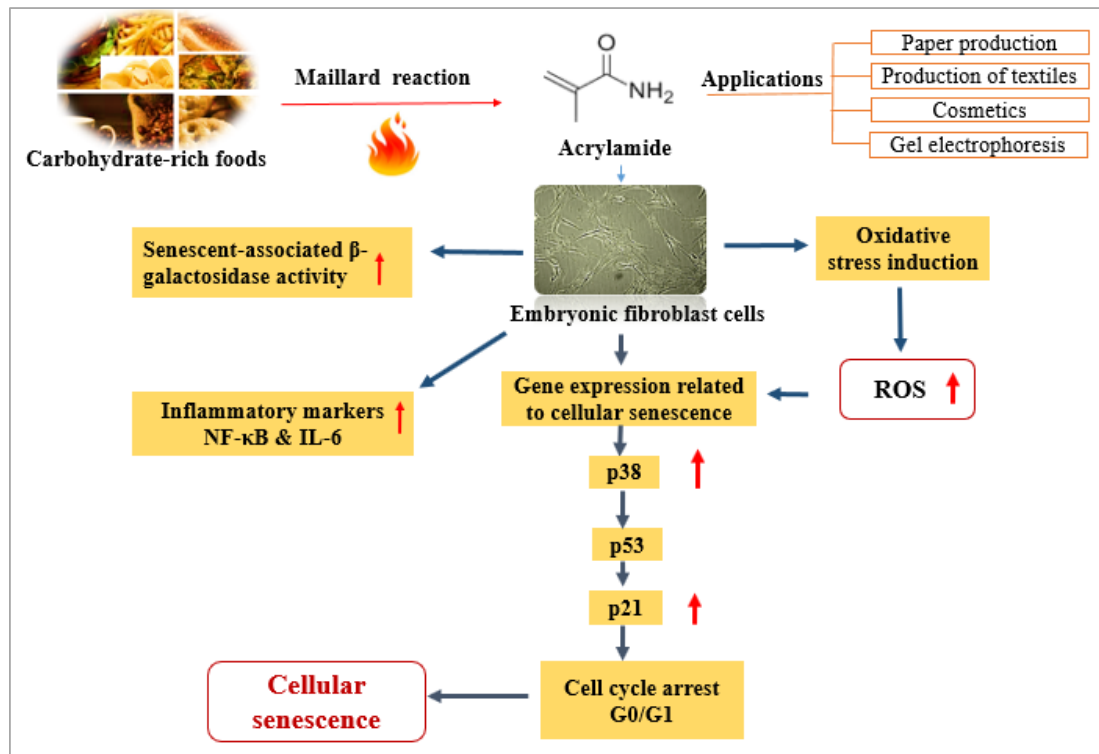 Maillard reaction
Carbohydrate-rich foods
O
NH₂
Acrylamide
Applications
Paper production
Production of textiles
Cosmetics
Gel electrophoresis
Senescent-associated β-
galactosidase activity
Embryonic fibroblast cells
Oxidative
stress induction
ROS
Inflammatory markers
NF-κB & IL-6
Gene expression related
to cellular senescence
p38
p53
p21
Cell cycle arrest
G0/G1
Cellular
senescence